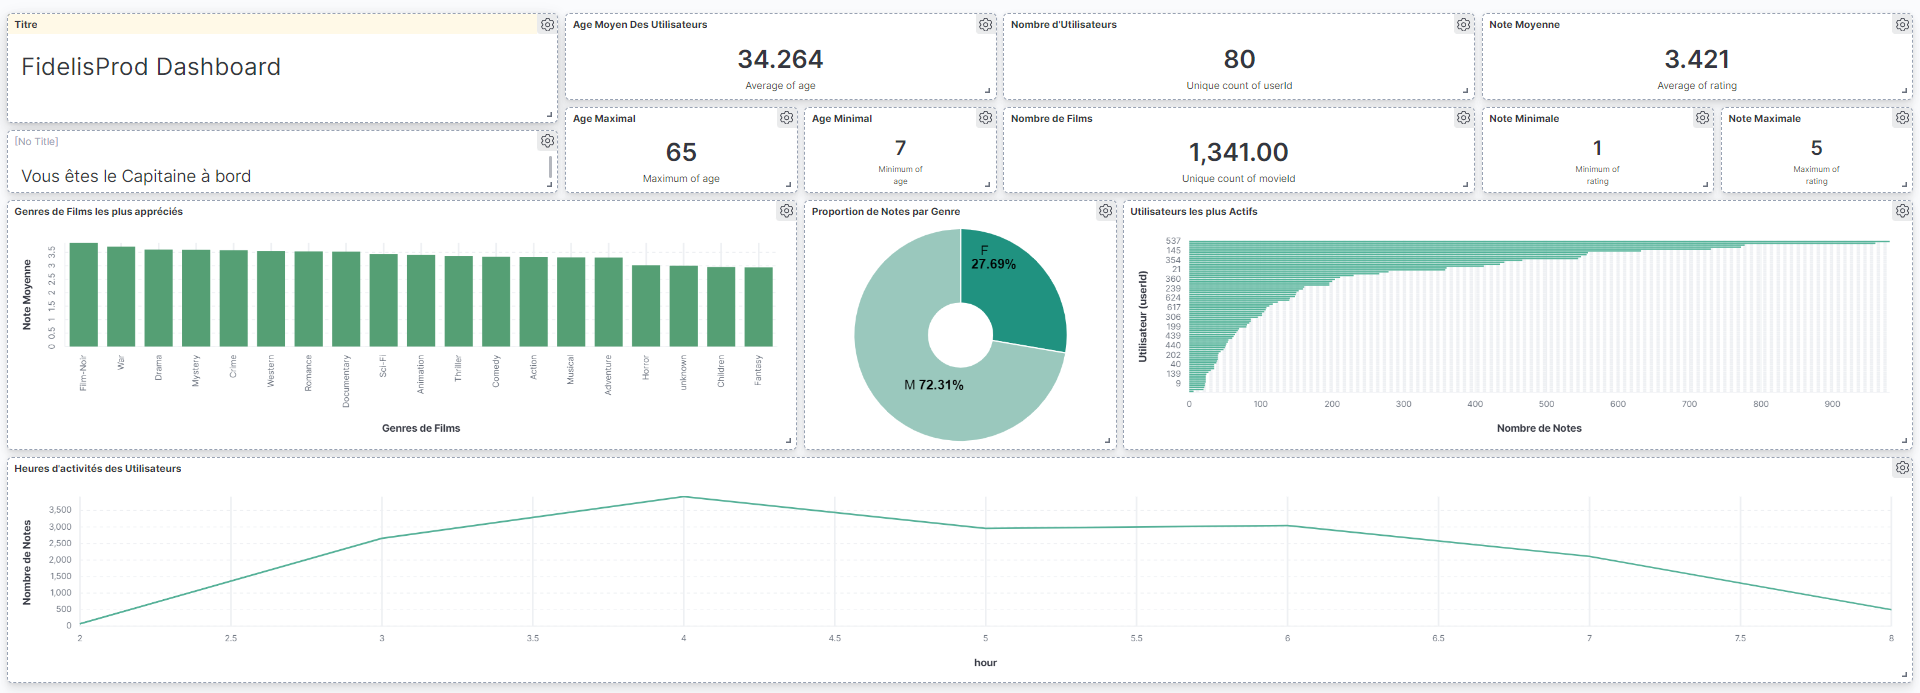 Titre
FidelisProd Dashboard
[No Title]
Vous êtes le Capitaine à bord
Age Moyen Des Utilisateurs
34.264
Average of age
Nombre d'Utilisateurs
80
Unique count of userId
Note Moyenne
3.421
Average of rating
Age Maximal
65
Maximum of age
Age Minimal
7
Minimum of
age
Nombre de Films
1,341.00
Unique count of movieId
Note Minimale
1
Minimum of
rating
Note Maximale
5
Maximum of
rating
Genres de Films les plus appréciés
Note Moyenne
3.5
3
2.5
2
1.5
1
0.5
0
Film-Noir
War
Drama
Mystery
Crime
Western
Romance
Documentary
Sci-Fi
Animation
Thriller
Comedy
Action
Musical
Adventure
Horror
unknown
Children
Fantasy
Genres de Films
Proportion de Notes par Genre
F
27.69%
M 72.31%
Utilisateurs les plus Actifs
Utilisateur (userId)
537
145
354
21
360
239
624
617
306
199
439
440
202
40
139
9
0 100 200 300 400 500 600 700 800 900
Nombre de Notes
Heures d'activités des Utilisateurs
Nombre de Notes
3,500
3,000
2,500
2,000
1,500
1,000
500
0
2 2.5 3 3.5 4 4.5 5 5.5 6 6.5 7 7.5 8
hour